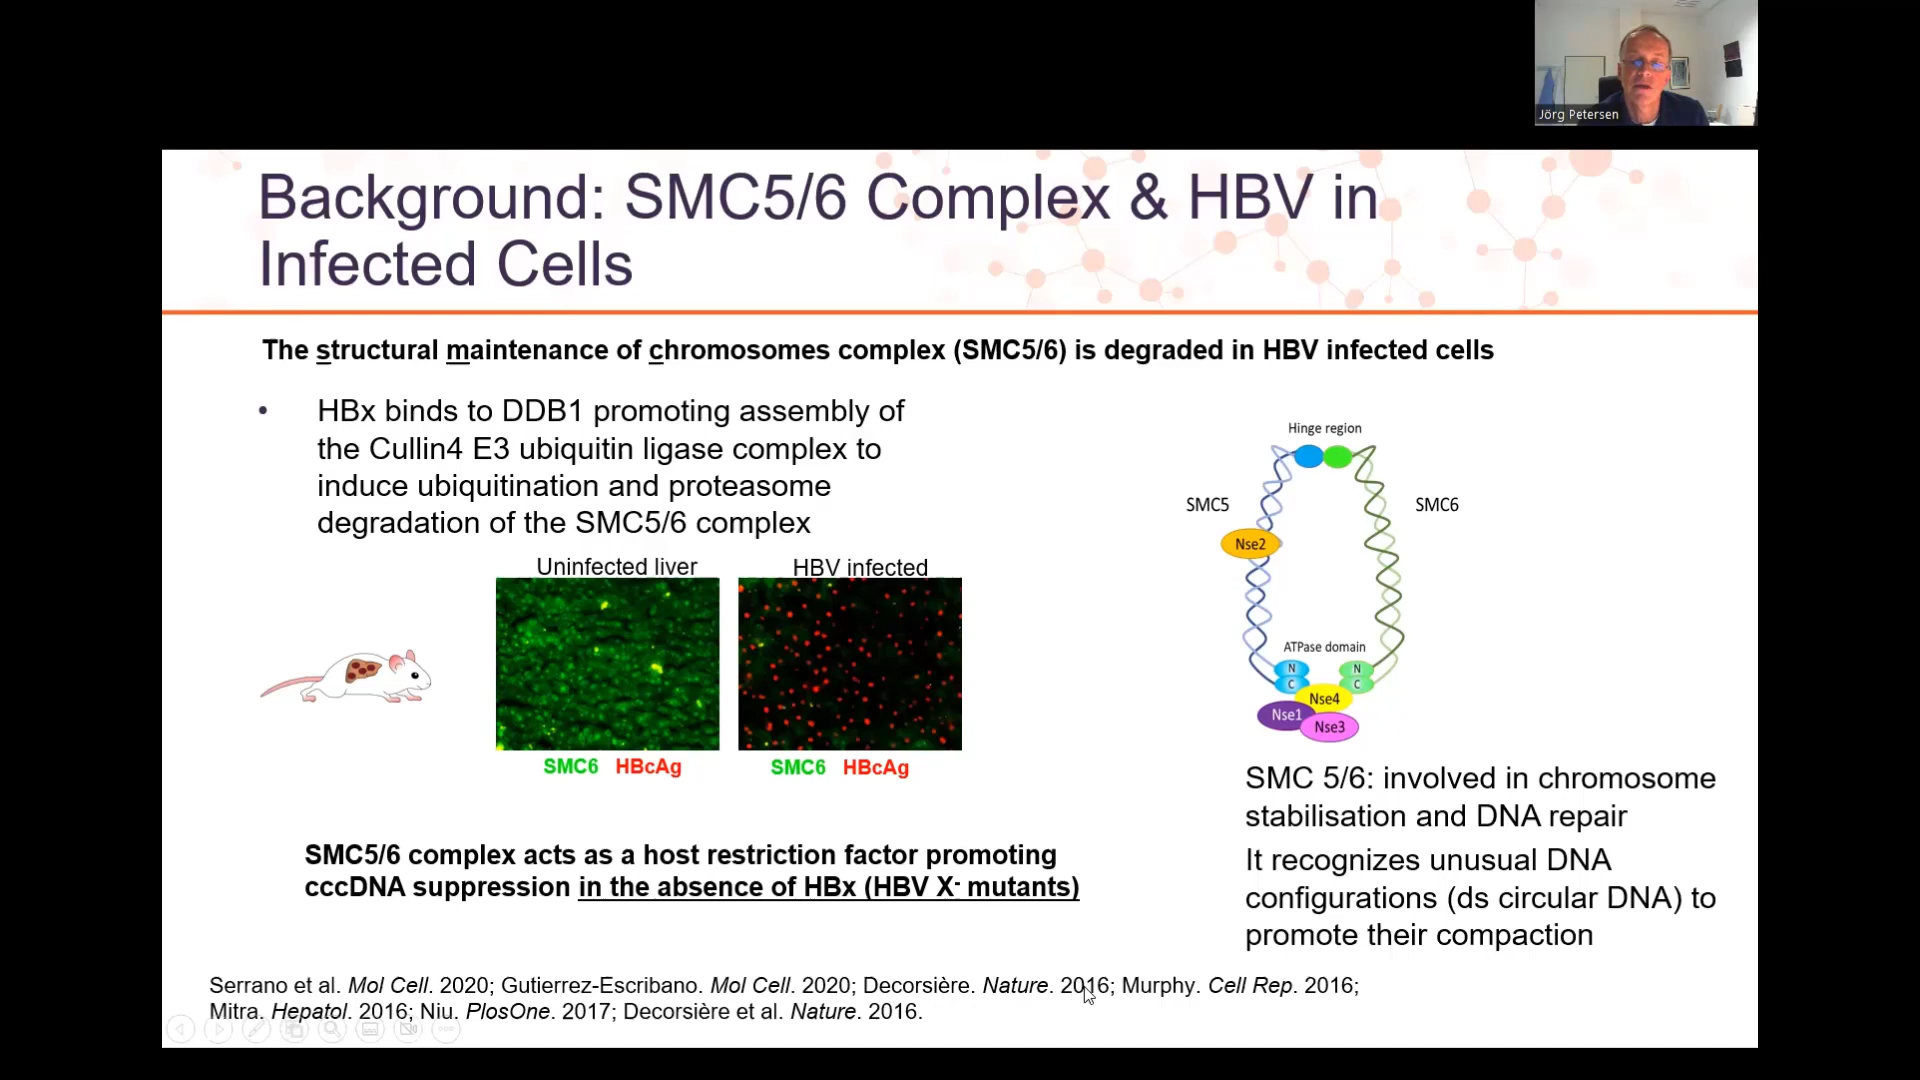 Jörg Petersen
Background: SMC5/6 Complex & HBV in
Infected Cells
The structural maintenance of chromosomes complex (SMC5/6) is degraded in HBV infected cells
• HBx binds to DDB1 promoting assembly of
the Cullin4 E3 ubiquitin ligase complex to
induce ubiquitination and proteasome
degradation of the SMC5/6 complex
Uninfected liver
HBV infected
SMC6 HBcAg
SMC6 HBcAg
SMC5/6 complex acts as a host restriction factor promoting
cccDNA suppression in the absence of HBx (HBV X- mutants)
Hinge region
SMC5
SMC6
Nse2
ATPase domain
N
N
C
C
Nse4
Nse1
Nse3
SMC 5/6: involved in chromosome
stabilisation and DNA repair
It recognizes unusual DNA
configurations (ds circular DNA) to
promote their compaction
Serrano et al. Mol Cell. 2020; Gutierrez-Escribano. Mol Cell. 2020; Decorsière. Nature. 2016; Murphy. Cell Rep. 2016;
Mitra. Hepatol. 2016; Niu. PlosOne. 2017; Decorsière et al. Nature. 2016.